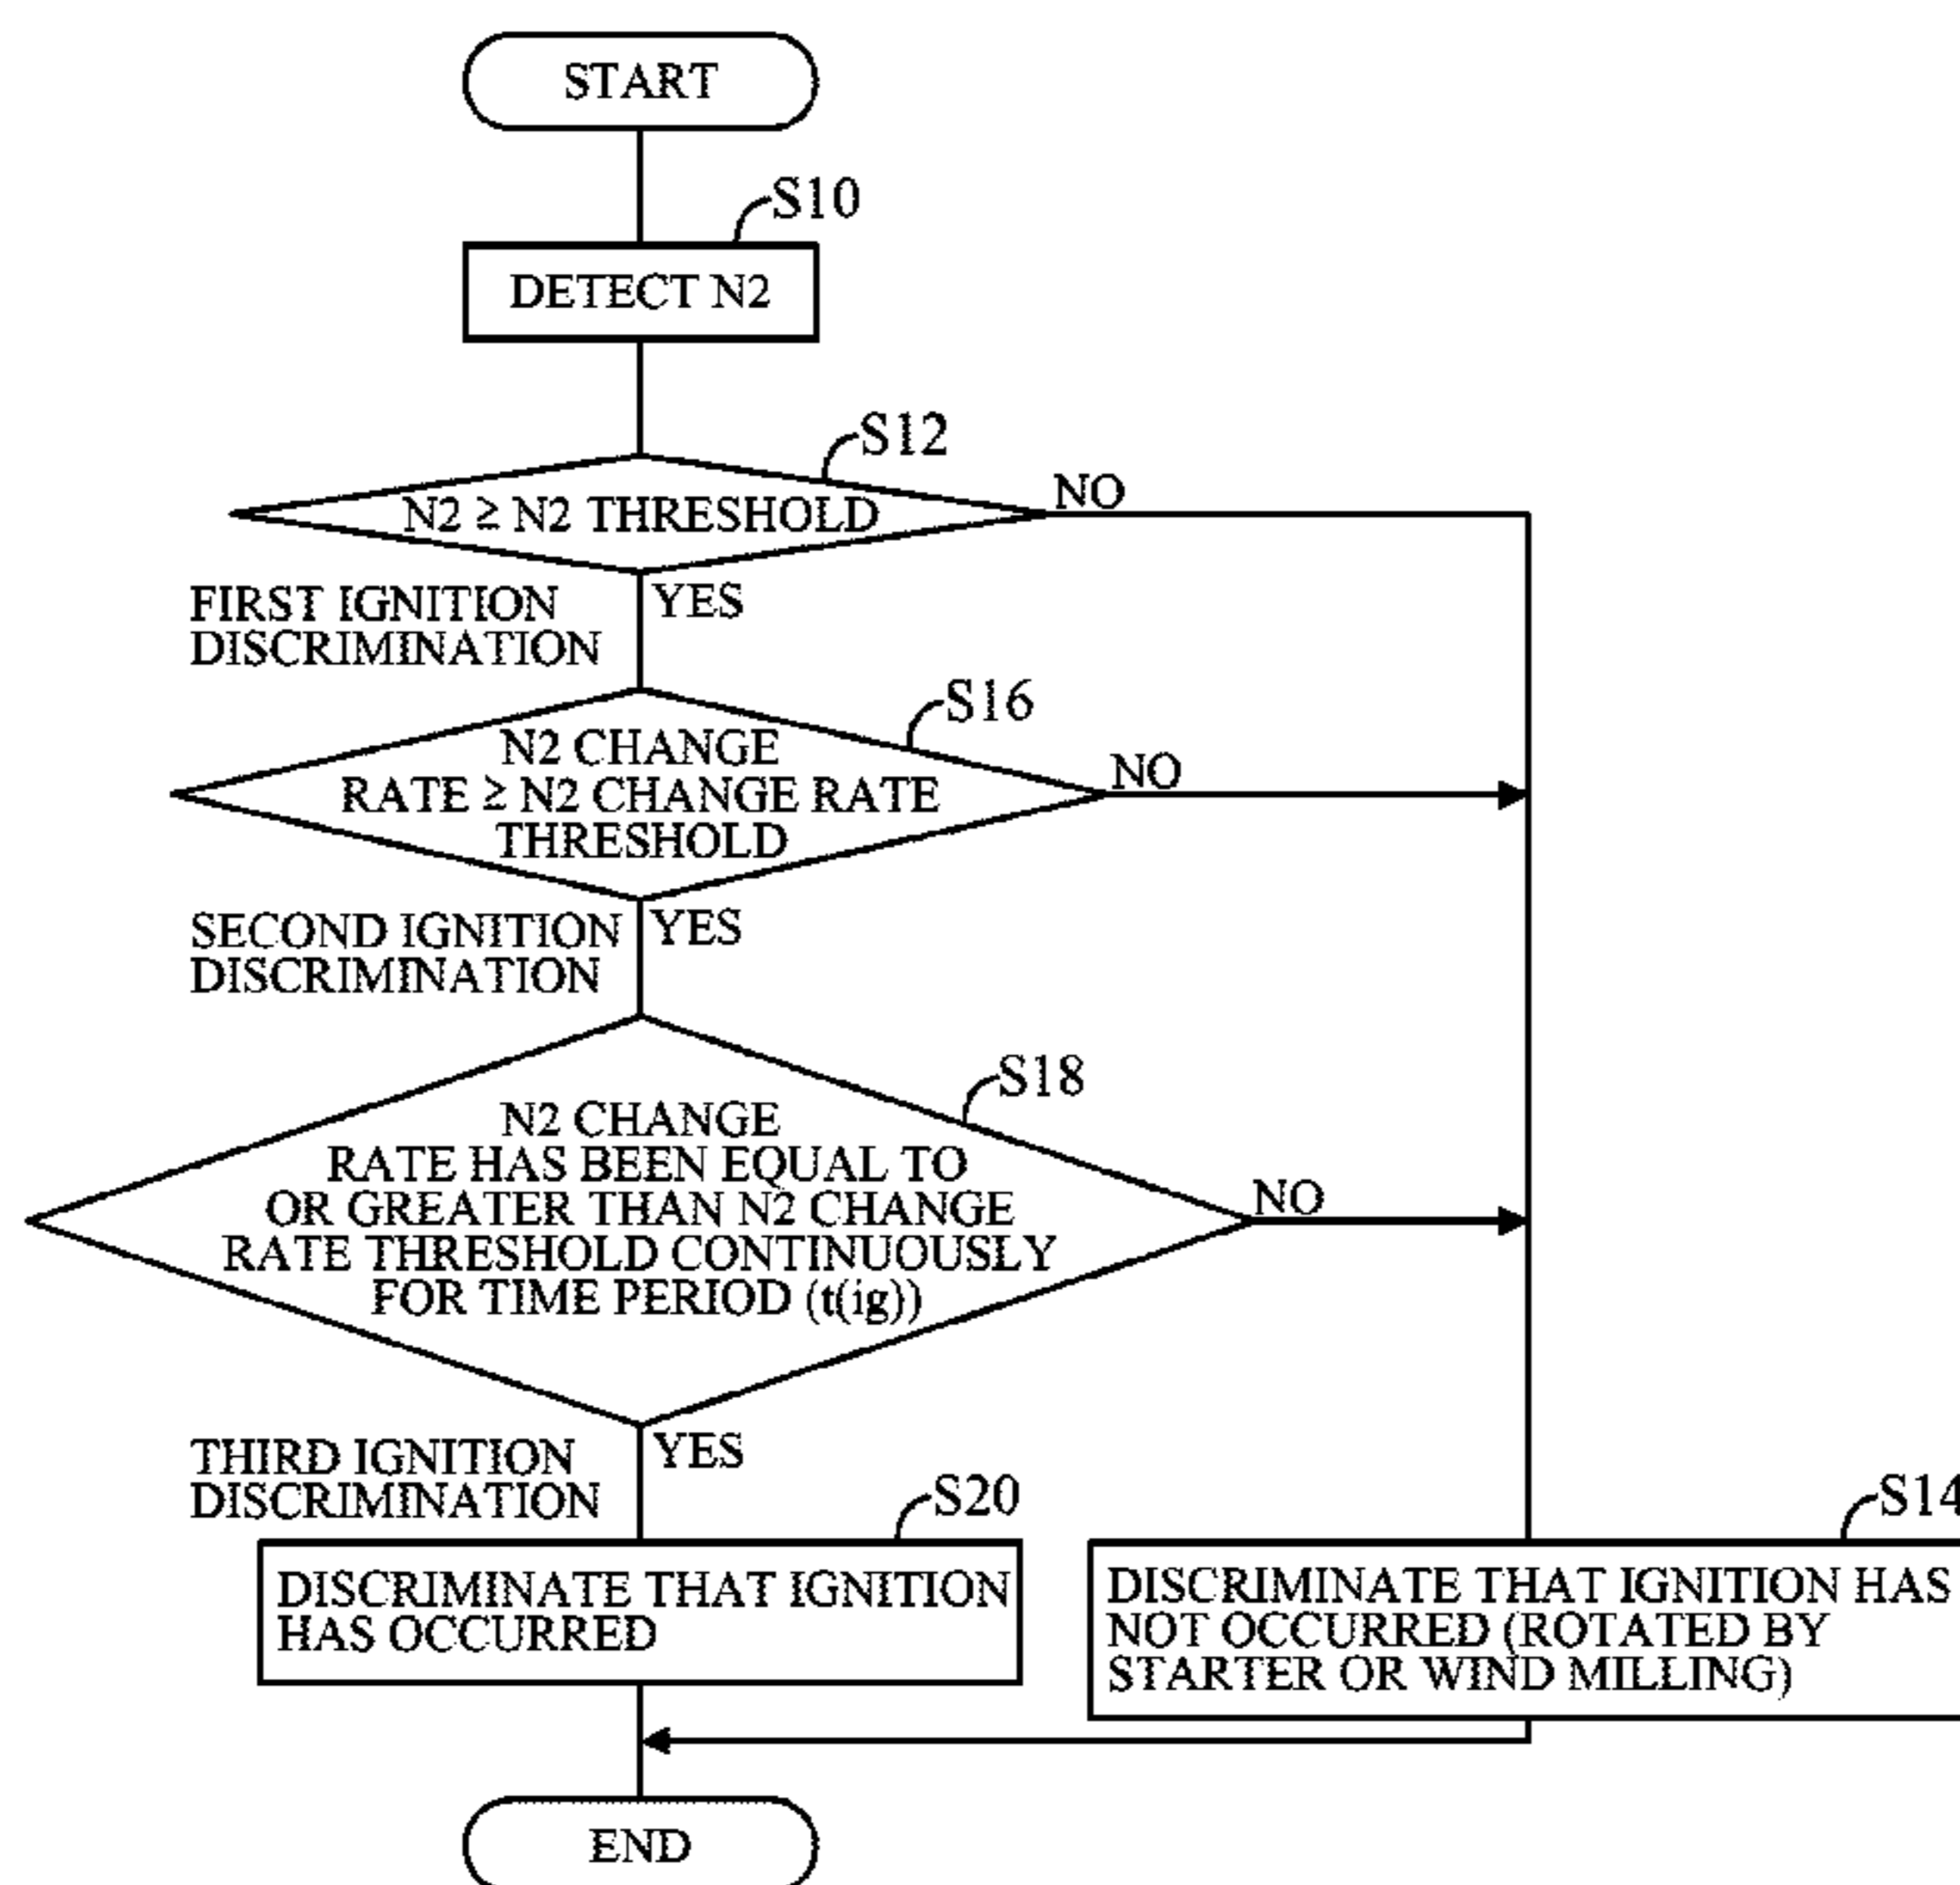 START
S10
DETECT N2
S12
N2 ≥ N2 THRESHOLD
NO
FIRST IGNITION
DISCRIMINATION
YES
S16
N2 CHANGE
RATE ≥ N2 CHANGE RATE
THRESHOLD
NO
SECOND IGNITION
DISCRIMINATION
YES
S18
N2 CHANGE
RATE HAS BEEN EQUAL TO
OR GREATER THAN N2 CHANGE
RATE THRESHOLD CONTINUOUSLY
FOR TIME PERIOD (t(ig))
NO
THIRD IGNITION
DISCRIMINATION
YES
S20
DISCRIMINATE THAT IGNITION
HAS OCCURRED
S14
DISCRIMINATE THAT IGNITION HAS
NOT OCCURRED (ROTATED BY
STARTER OR WIND MILLING)
END